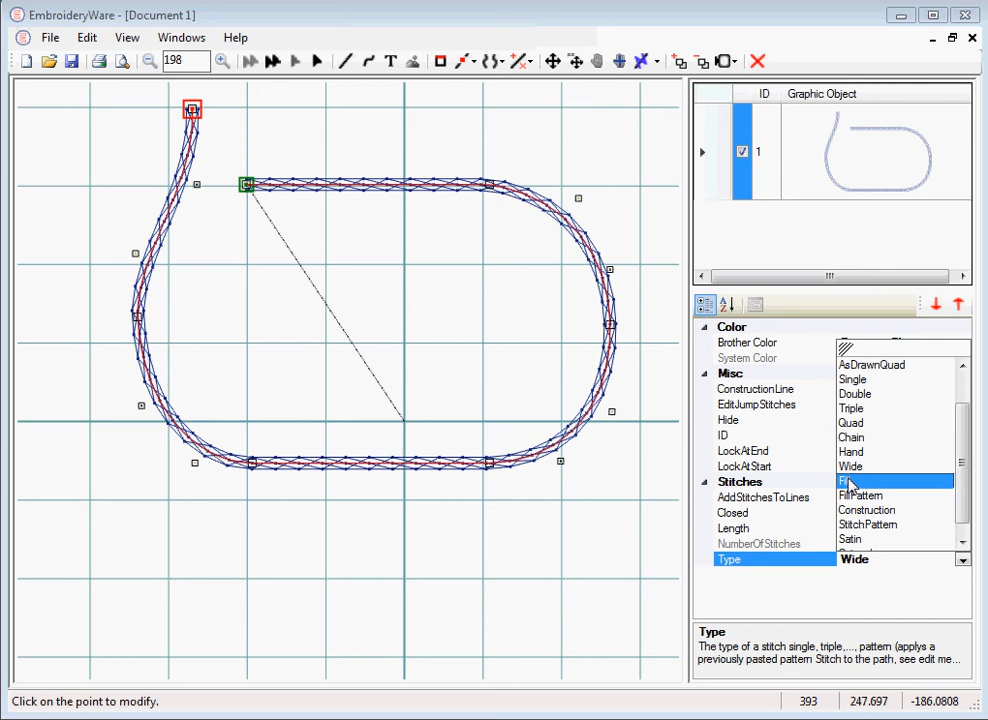 EmbroideryWare - [Document 1]
File Edit View Windows Help
198 T
ID Graphic Object
1
Color
Brother Color
System Color
Misc
ConstructionLine
EditJumpStitches
Hide
ID
LockAtEnd
LockAtStart
Stitches
AddStitchesToLines
Closed
Length
NumberOfStitches
Type Wide
AsDrawnQuad
Single
Double
Triple
Quad
Chain
Hand
Wide
FillPattern
Construction
StitchPattern
Satin
Type
The type of a stitch single, triple,..., pattern (applys a
previously pasted pattern Stitch to the path, see edit me...
Click on the point to modify. 393 247.697 -186.0808